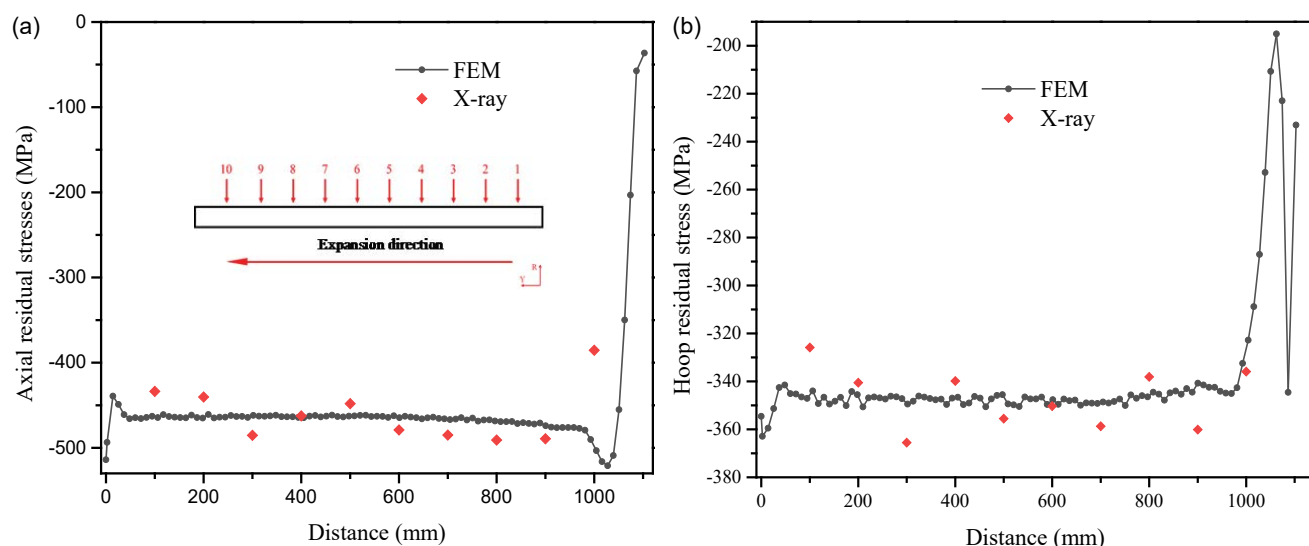 (a)
0
-100
-200
-300
-400
-500
Axial residual stresses (MPa)
FEM
X-ray
10 9 8 7 6 5 4 3 2 1
Expansion direction
R
Y
0 200 400 600 800 1000
Distance (mm)
(b)
-200
-220
-240
-260
-280
-300
-320
-340
-360
-380
Hoop residual stress (MPa)
FEM
X-ray
0 200 400 600 800 1000
Distance (mm)